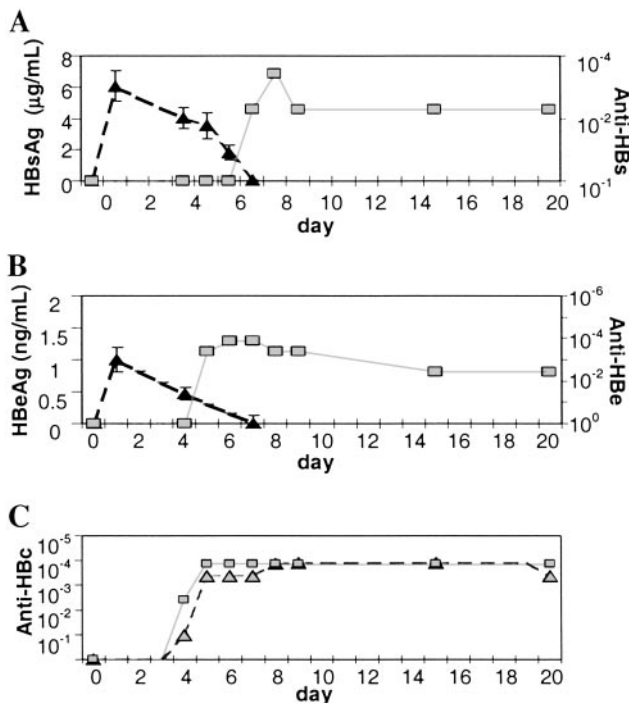 A
8
6
4
2
0
HBsAg (µg/mL)
10⁻⁴
10⁻²
10⁻¹
Anti-HBs
0 2 4 6 8 10 12 14 16 18 20
day
B
2
1.5
1
0.5
0
HBeAg (ng/mL)
10⁻⁶
10⁻⁴
10⁻²
10⁰
Anti-HBe
0 2 4 6 8 10 12 14 16 18 20
day
C
10⁻⁵
10⁻⁴
10⁻³
10⁻²
10⁻¹
Anti-HBc
0 2 4 6 8 10 12 14 16 18 20
day